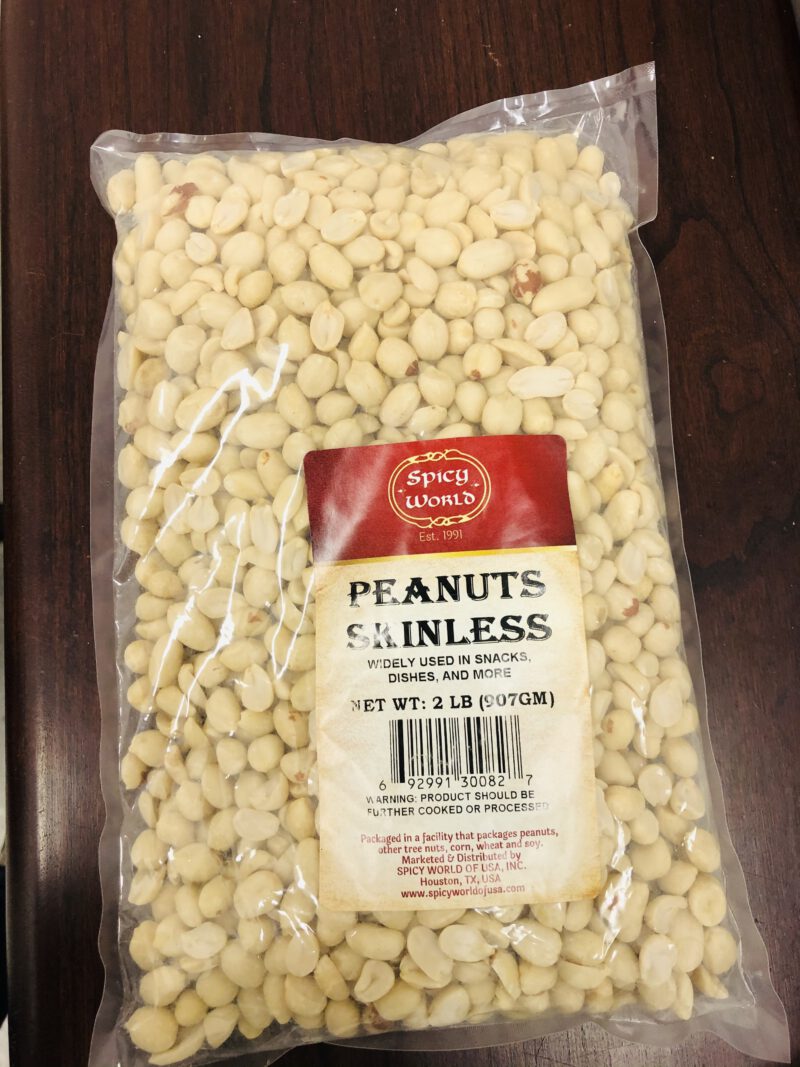 Spicy
World
Est. 1991
PEANUTS
SKINLESS
WIDELY USED IN SNACKS,
DISHES, AND MORE
NET WT: 2 LB (907GM)
6 92991 30082 7
WARNING: PRODUCT SHOULD BE
FURTHER COOKED OR PROCESSED
Packaged in a facility that packages peanuts,
other tree nuts, corn, wheat and soy.
Marketed & Distributed by
SPICY WORLD OF USA, INC.
Houston, TX, USA
www.spicyworldofusa.com